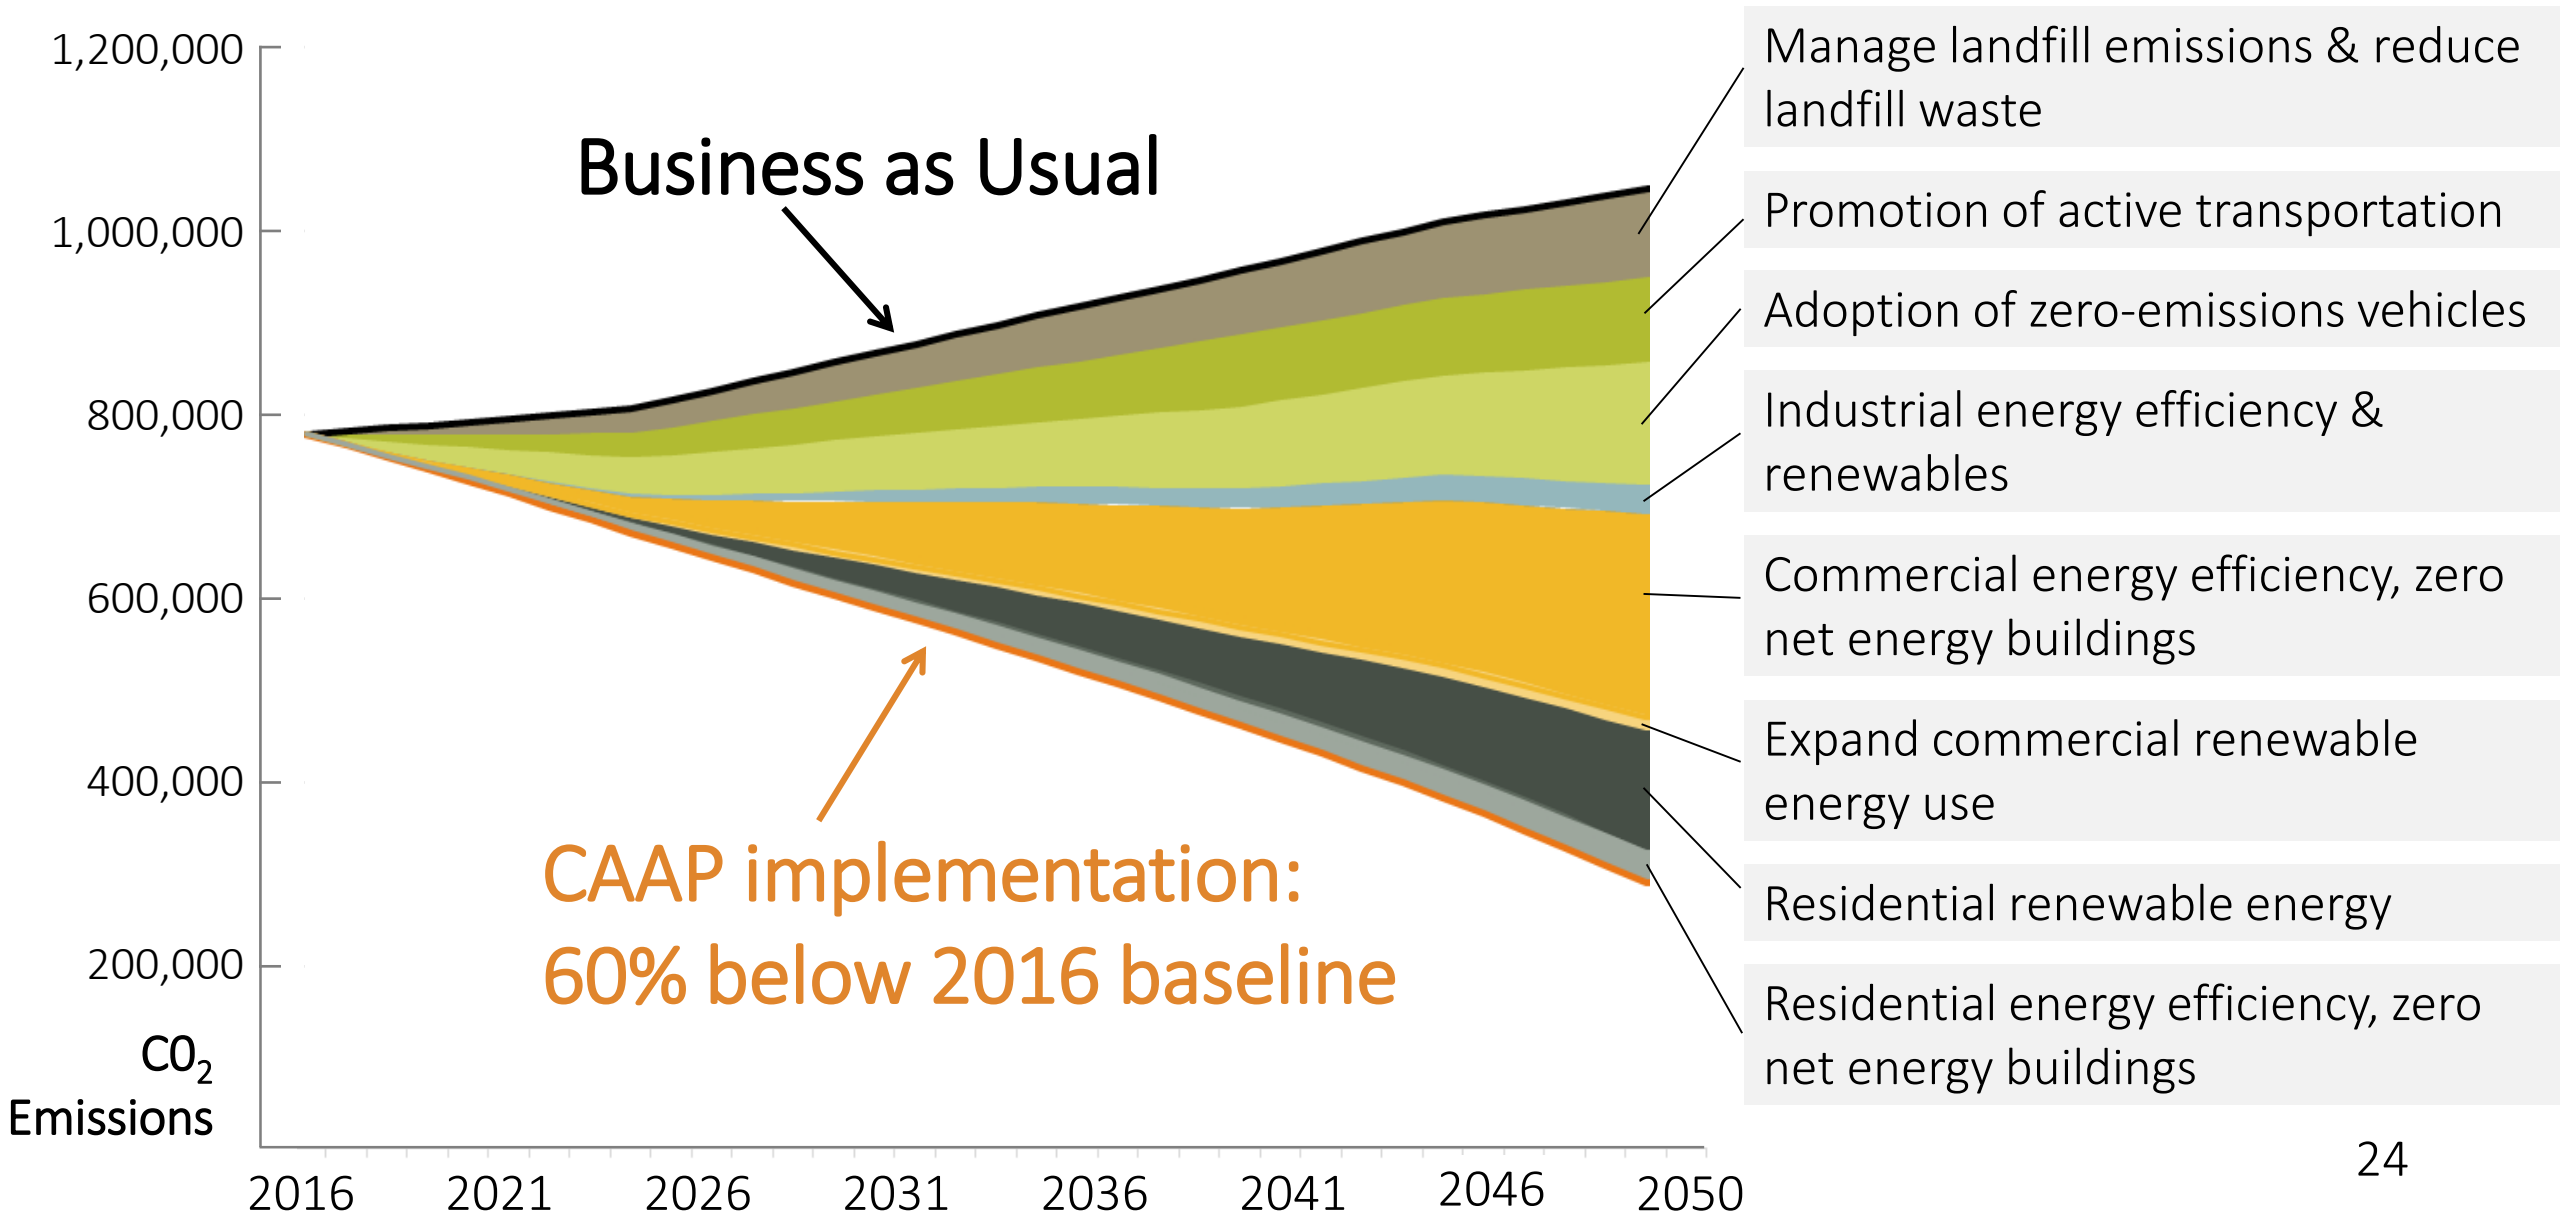 1,200,000
1,000,000
800,000
600,000
400,000
200,000
C0₂
Emissions
Business as Usual
CAAP implementation:
60% below 2016 baseline
2016 2021 2026 2031 2036 2041 2046 2050
Manage landfill emissions & reduce
landfill waste
Promotion of active transportation
Adoption of zero-emissions vehicles
Industrial energy efficiency &
renewables
Commercial energy efficiency, zero
net energy buildings
Expand commercial renewable
energy use
Residential renewable energy
Residential energy efficiency, zero
net energy buildings
24